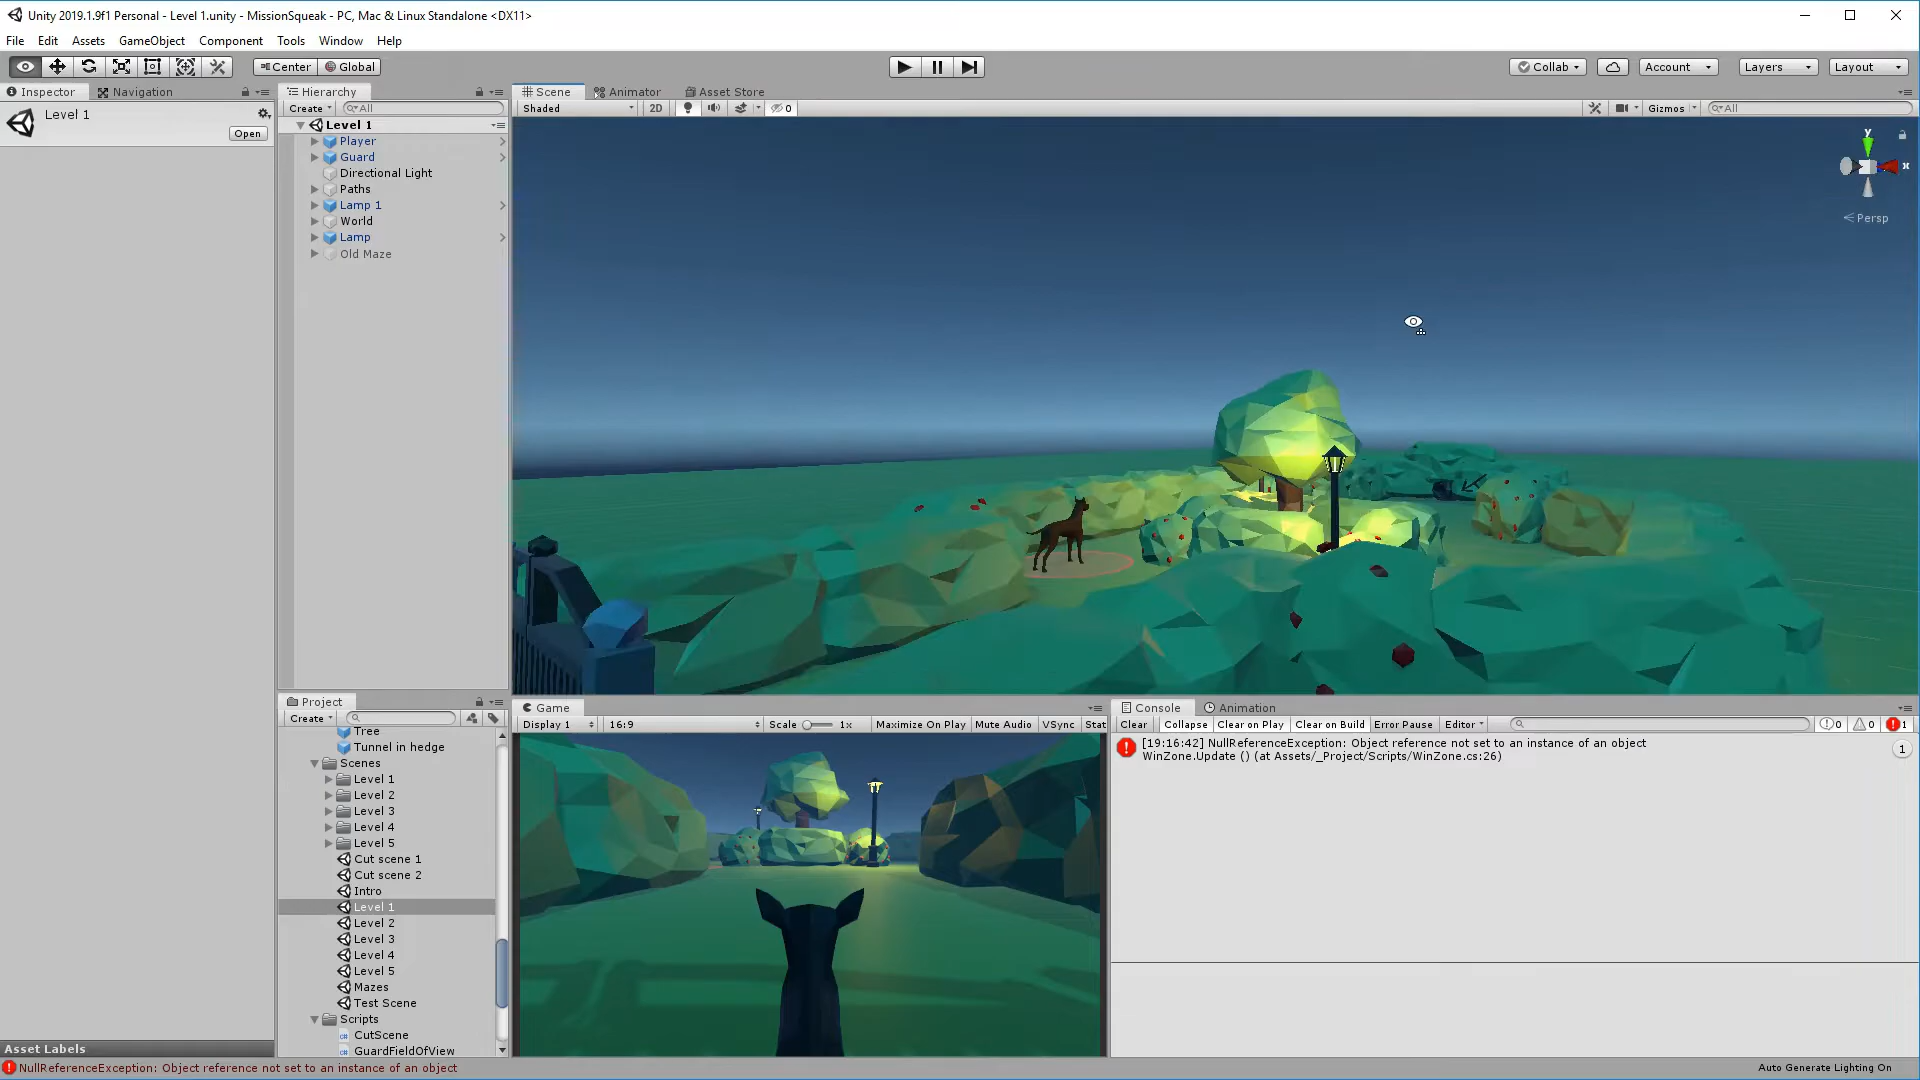 Unity 2019.1.9f1 Personal - Level 1.unity - MissionSqueak - PC, Mac & Linux Standalone <DX11>
File Edit Assets GameObject Component Tools Window Help
Center Global
Collab Account Layers Layout
Inspector Navigation
Level 1
Open
Asset Labels
Hierarchy
Create All
Level 1
Player
Guard
Directional Light
Paths
Lamp 1
World
Lamp
Old Maze
Scene Animator Asset Store
Shaded 2D 0 Gizmos All
y
x
Persp
Project
Create
Tree
Tunnel in hedge
Scenes
Level 1
Level 2
Level 3
Level 4
Level 5
Cut scene 1
Cut scene 2
Intro
Level 1
Level 2
Level 3
Level 4
Level 5
Mazes
Test Scene
Scripts
CutScene
GuardFieldOfView
Game
Display 1 16:9 Scale 1x Maximize On Play Mute Audio VSync Stat
Console Animation
Clear Collapse Clear on Play Clear on Build Error Pause Editor 0 0 1
[19:16:42] NullReferenceException: Object reference not set to an instance of an object
WinZone.Update () (at Assets/_Project/Scripts/WinZone.cs:26)
1
NullReferenceException: Object reference not set to an instance of an object
Auto Generate Lighting On